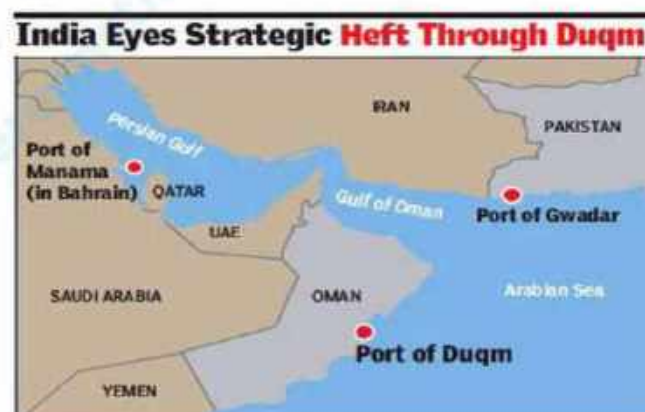 India Eyes Strategic Heft Through Duqm
IRAN
PAKISTAN
Persian Gulf
Port of
Manama
(in Bahrain)
QATAR
Gulf of Oman
Port of Gwadar
UAE
SAUDI ARABIA
OMAN
Arabian Sea
Port of Duqm
YEMEN